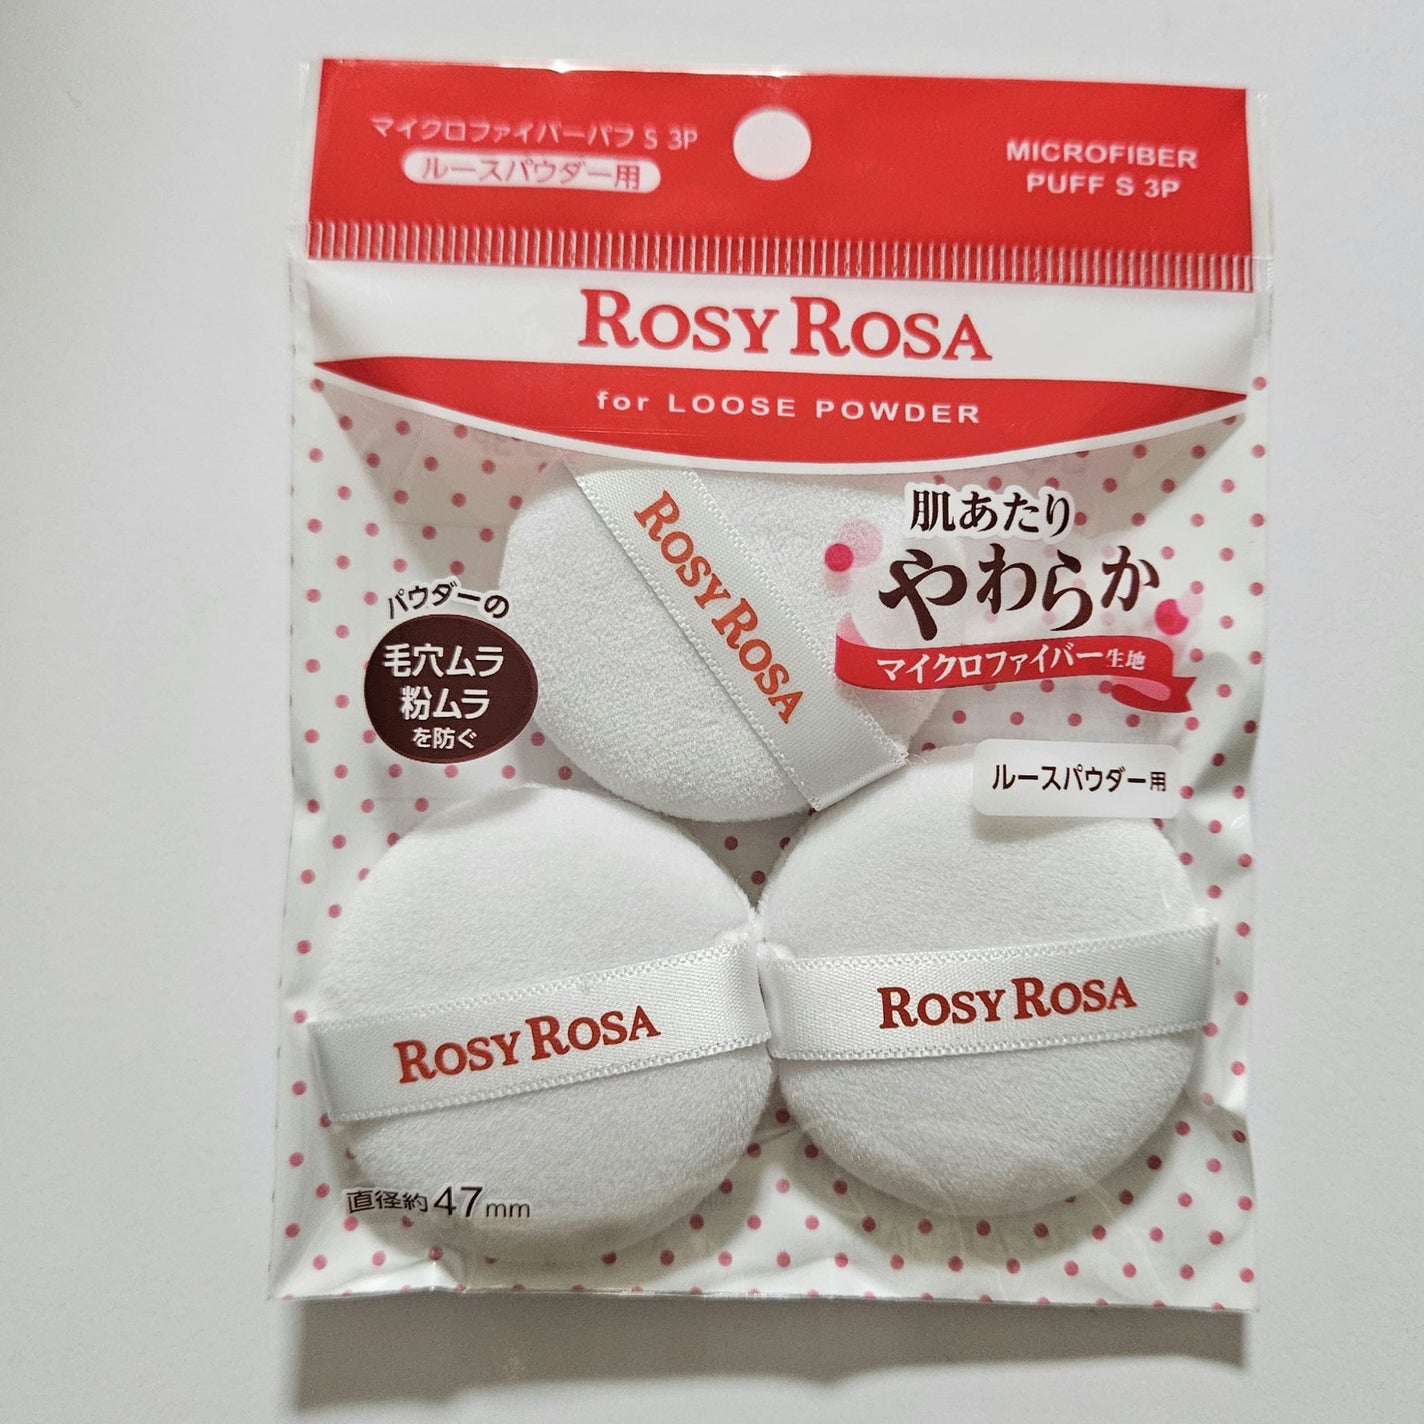 マイクロファイバーパフ S 3P
ルースパウダー用
MICROFIBER
PUFF S 3P
ROSY ROSA
for LOOSE POWDER
肌あたり
やわらか
マイクロファイバー生地
パウダーの
毛穴ムラ
粉ムラ
を防ぐ
ルースパウダー用
ROSY ROSA
ROSY ROSA
ROSY ROSA
直径約47mm